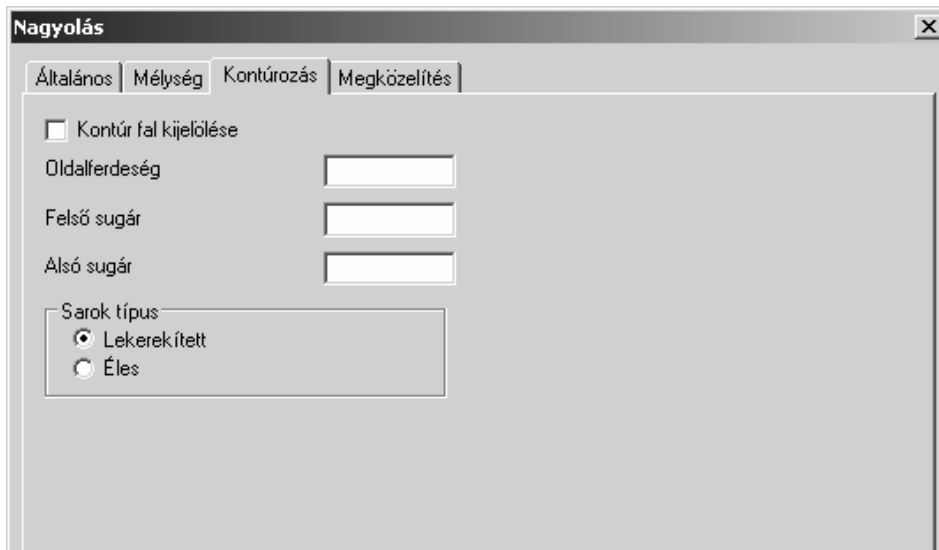 Nagyolás
Általános Mélység Kontúrozás Megközelítés
Kontúr fal kijelölése
Oldalferdeség
Felső sugár
Alsó sugár
Sarok típus
Lekerekített
Éles